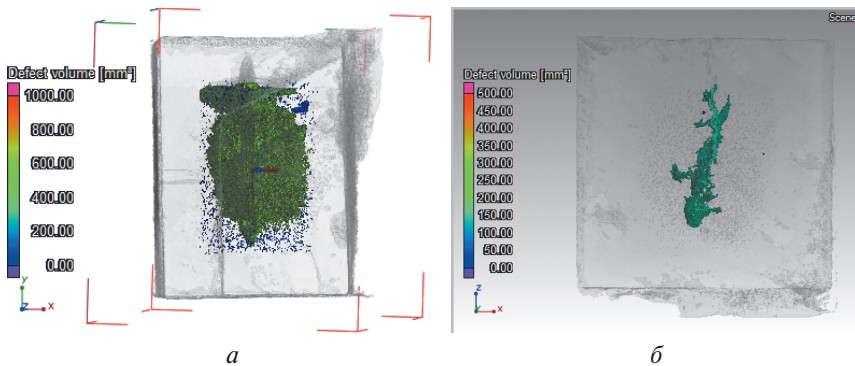 Defect volume [mm³]
1000.00
800.00
600.00
400.00
200.00
0.00
y
z
x
а
Scene
Defect volume [mm³]
500.00
450.00
400.00
350.00
300.00
250.00
200.00
150.00
100.00
50.00
0.00
z
y
x
б